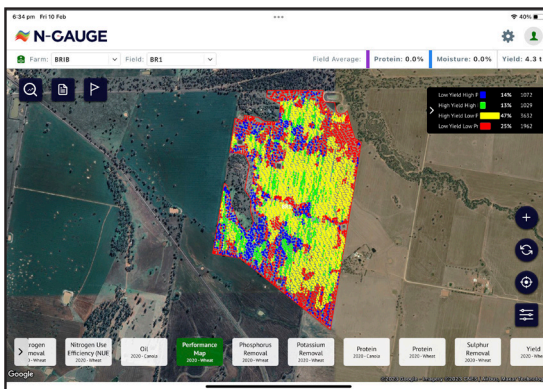 6:34 pm Fri 10 Feb
40%
N-GAUGE
Farm: BRIB Field: BR1 Field Average: Protein: 0.0% Moisture: 0.0% Yield: 4.3 t
Low Yield High P 14% 1072
High Yield High 13% 1029
High Yield Low P 47% 3632
Low Yield Low P 25% 1962
rogen
moval
- Wheat
Nitrogen Use
Efficiency (NUE
2020 - Wheat
Oil
2020 - Canola
Performance
Map
2020 - Wheat
Phosphorus
Removal
2020 - Wheat
Potassium
Removal
2020 - Wheat
Protein
2020 - Canola
Protein
2020 - Wheat
Sulphur
Removal
2020 - Wheat
Yield
Google